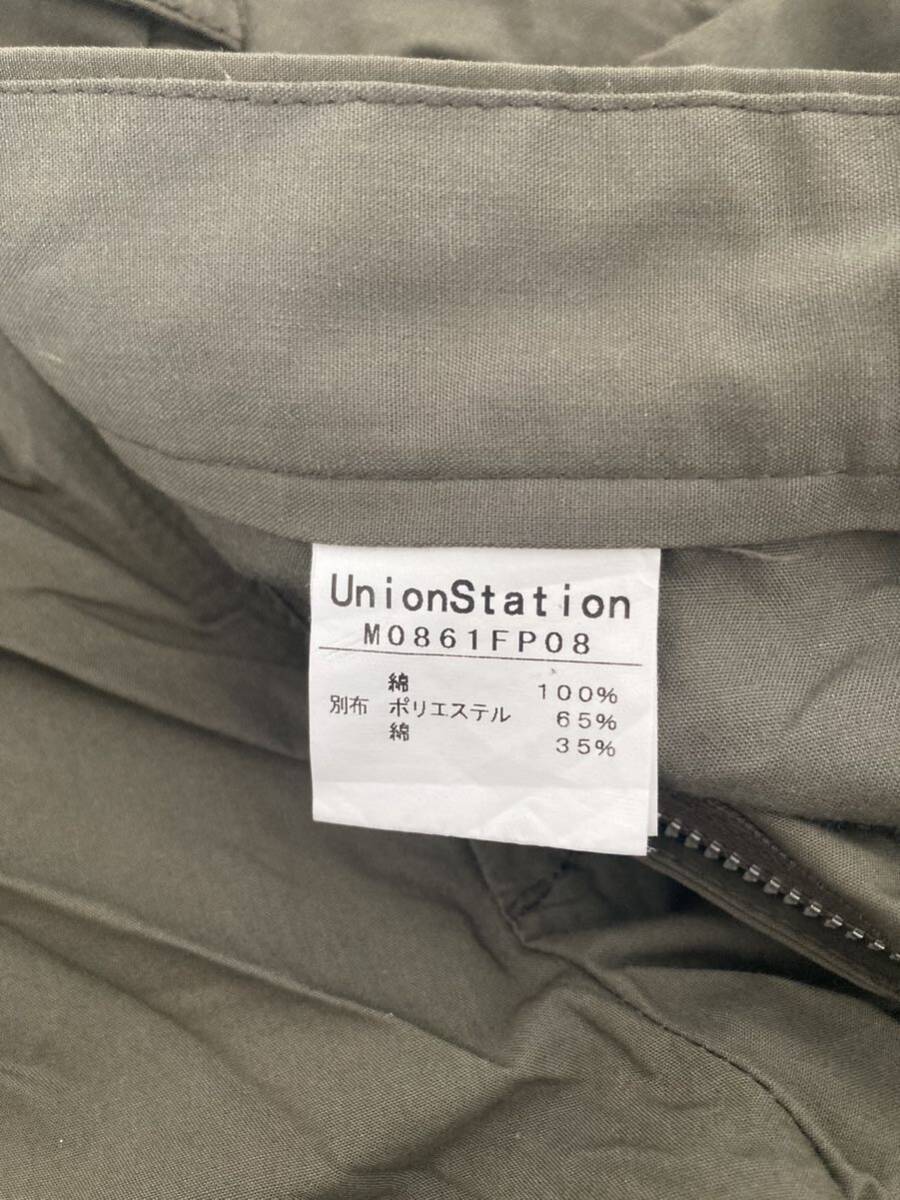 UnionStation
M0861FP08
綿 100%
別布 ポリエステル 65%
綿 35%